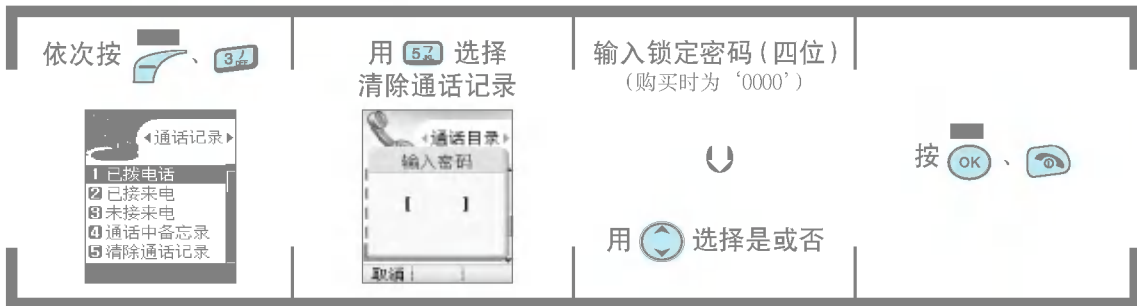 依次按 、 3
通话记录
1 已拨电话
2 已接来电
3 未接来电
4 通话中备忘录
5 清除通话记录
用 5 选择
清除通话记录
通话目录
输入密码
[ ]
取消
输入锁定密码(四位)
(购买时为‘0000’)
用 选择是或否
按 OK 、